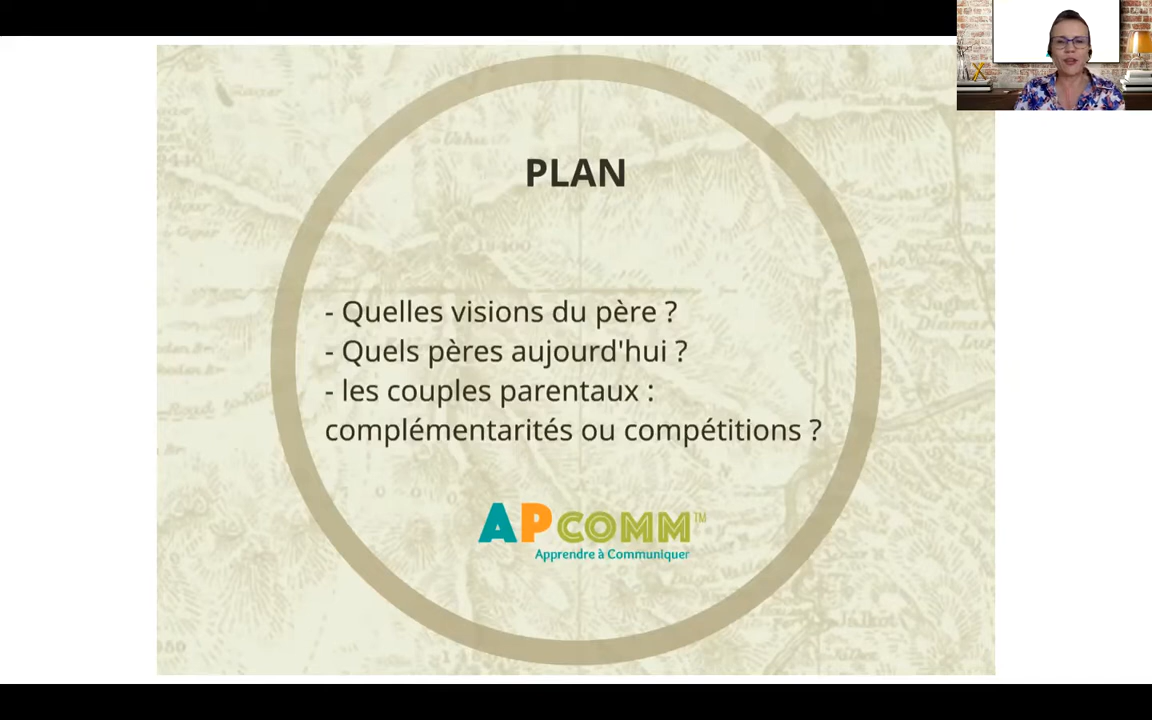 PLAN
- Quelles visions du père ?
- Quels pères aujourd'hui ?
- les couples parentaux :
complémentarités ou compétitions ?
APCOMM™
Apprendre à Communiquer